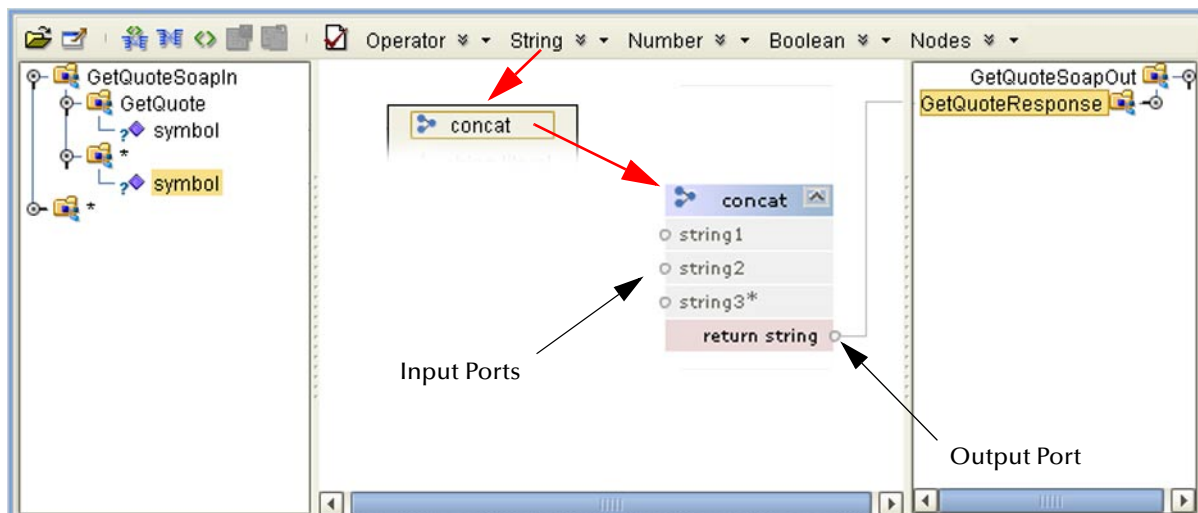 Operator String Number Boolean Nodes
GetQuoteSoapIn
GetQuote
symbol
*
symbol
*
concat
concat
string1
string2
string3*
return string
Input Ports
Output Port
GetQuoteSoapOut
GetQuoteResponse